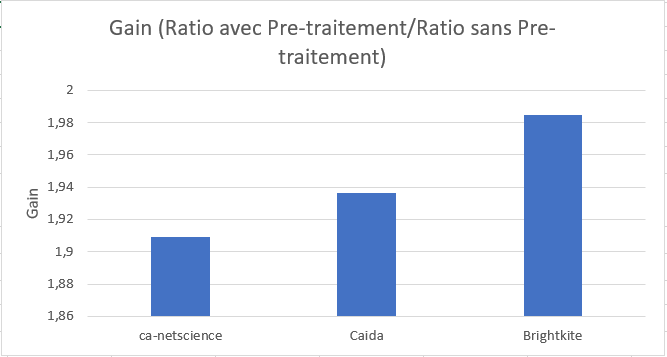 Gain (Ratio avec Pre-traitement/Ratio sans Pre-
traitement)
2
1,98
1,96
1,94
1,92
1,9
1,88
1,86
Gain
ca-netscience
Caida
Brightkite